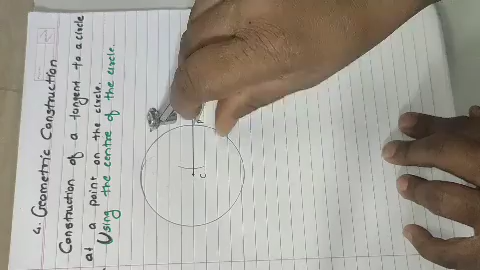 4. Geometric Construction
Construction of a tangent to a circle
at a point on the circle.
Using the centre of the circle.
P
C